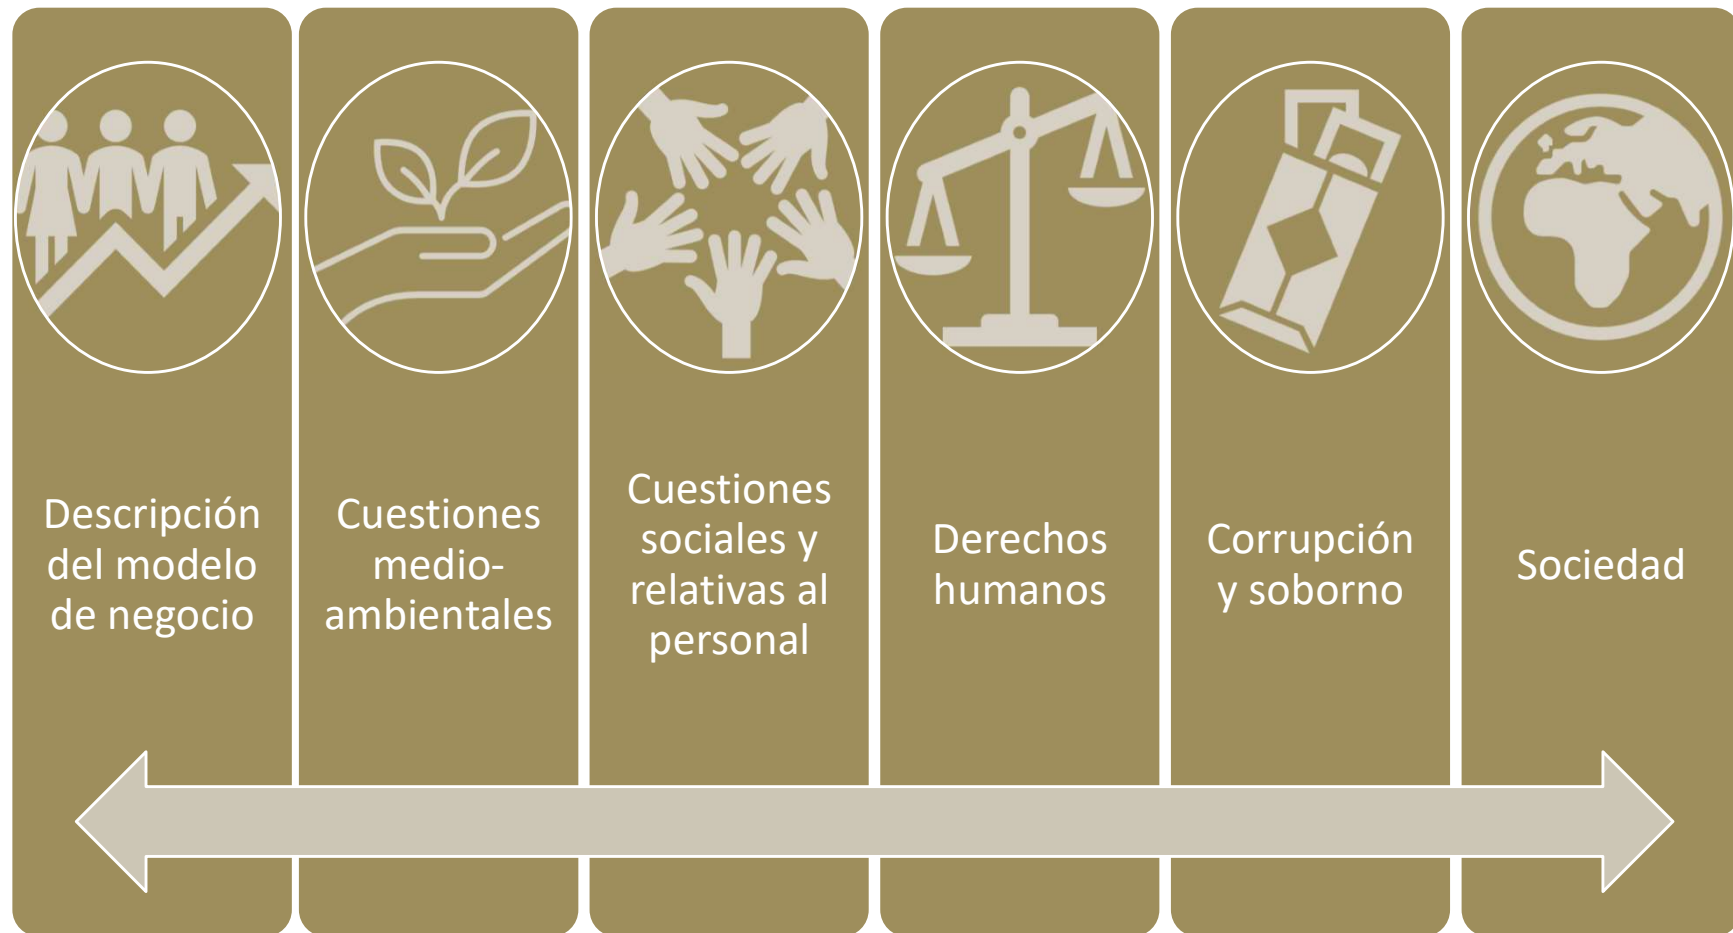 Descripción
del modelo
de negocio
Cuestiones
medio-
ambientales
Cuestiones
sociales y
relativas al
personal
Derechos
humanos
Corrupción
y soborno
Sociedad